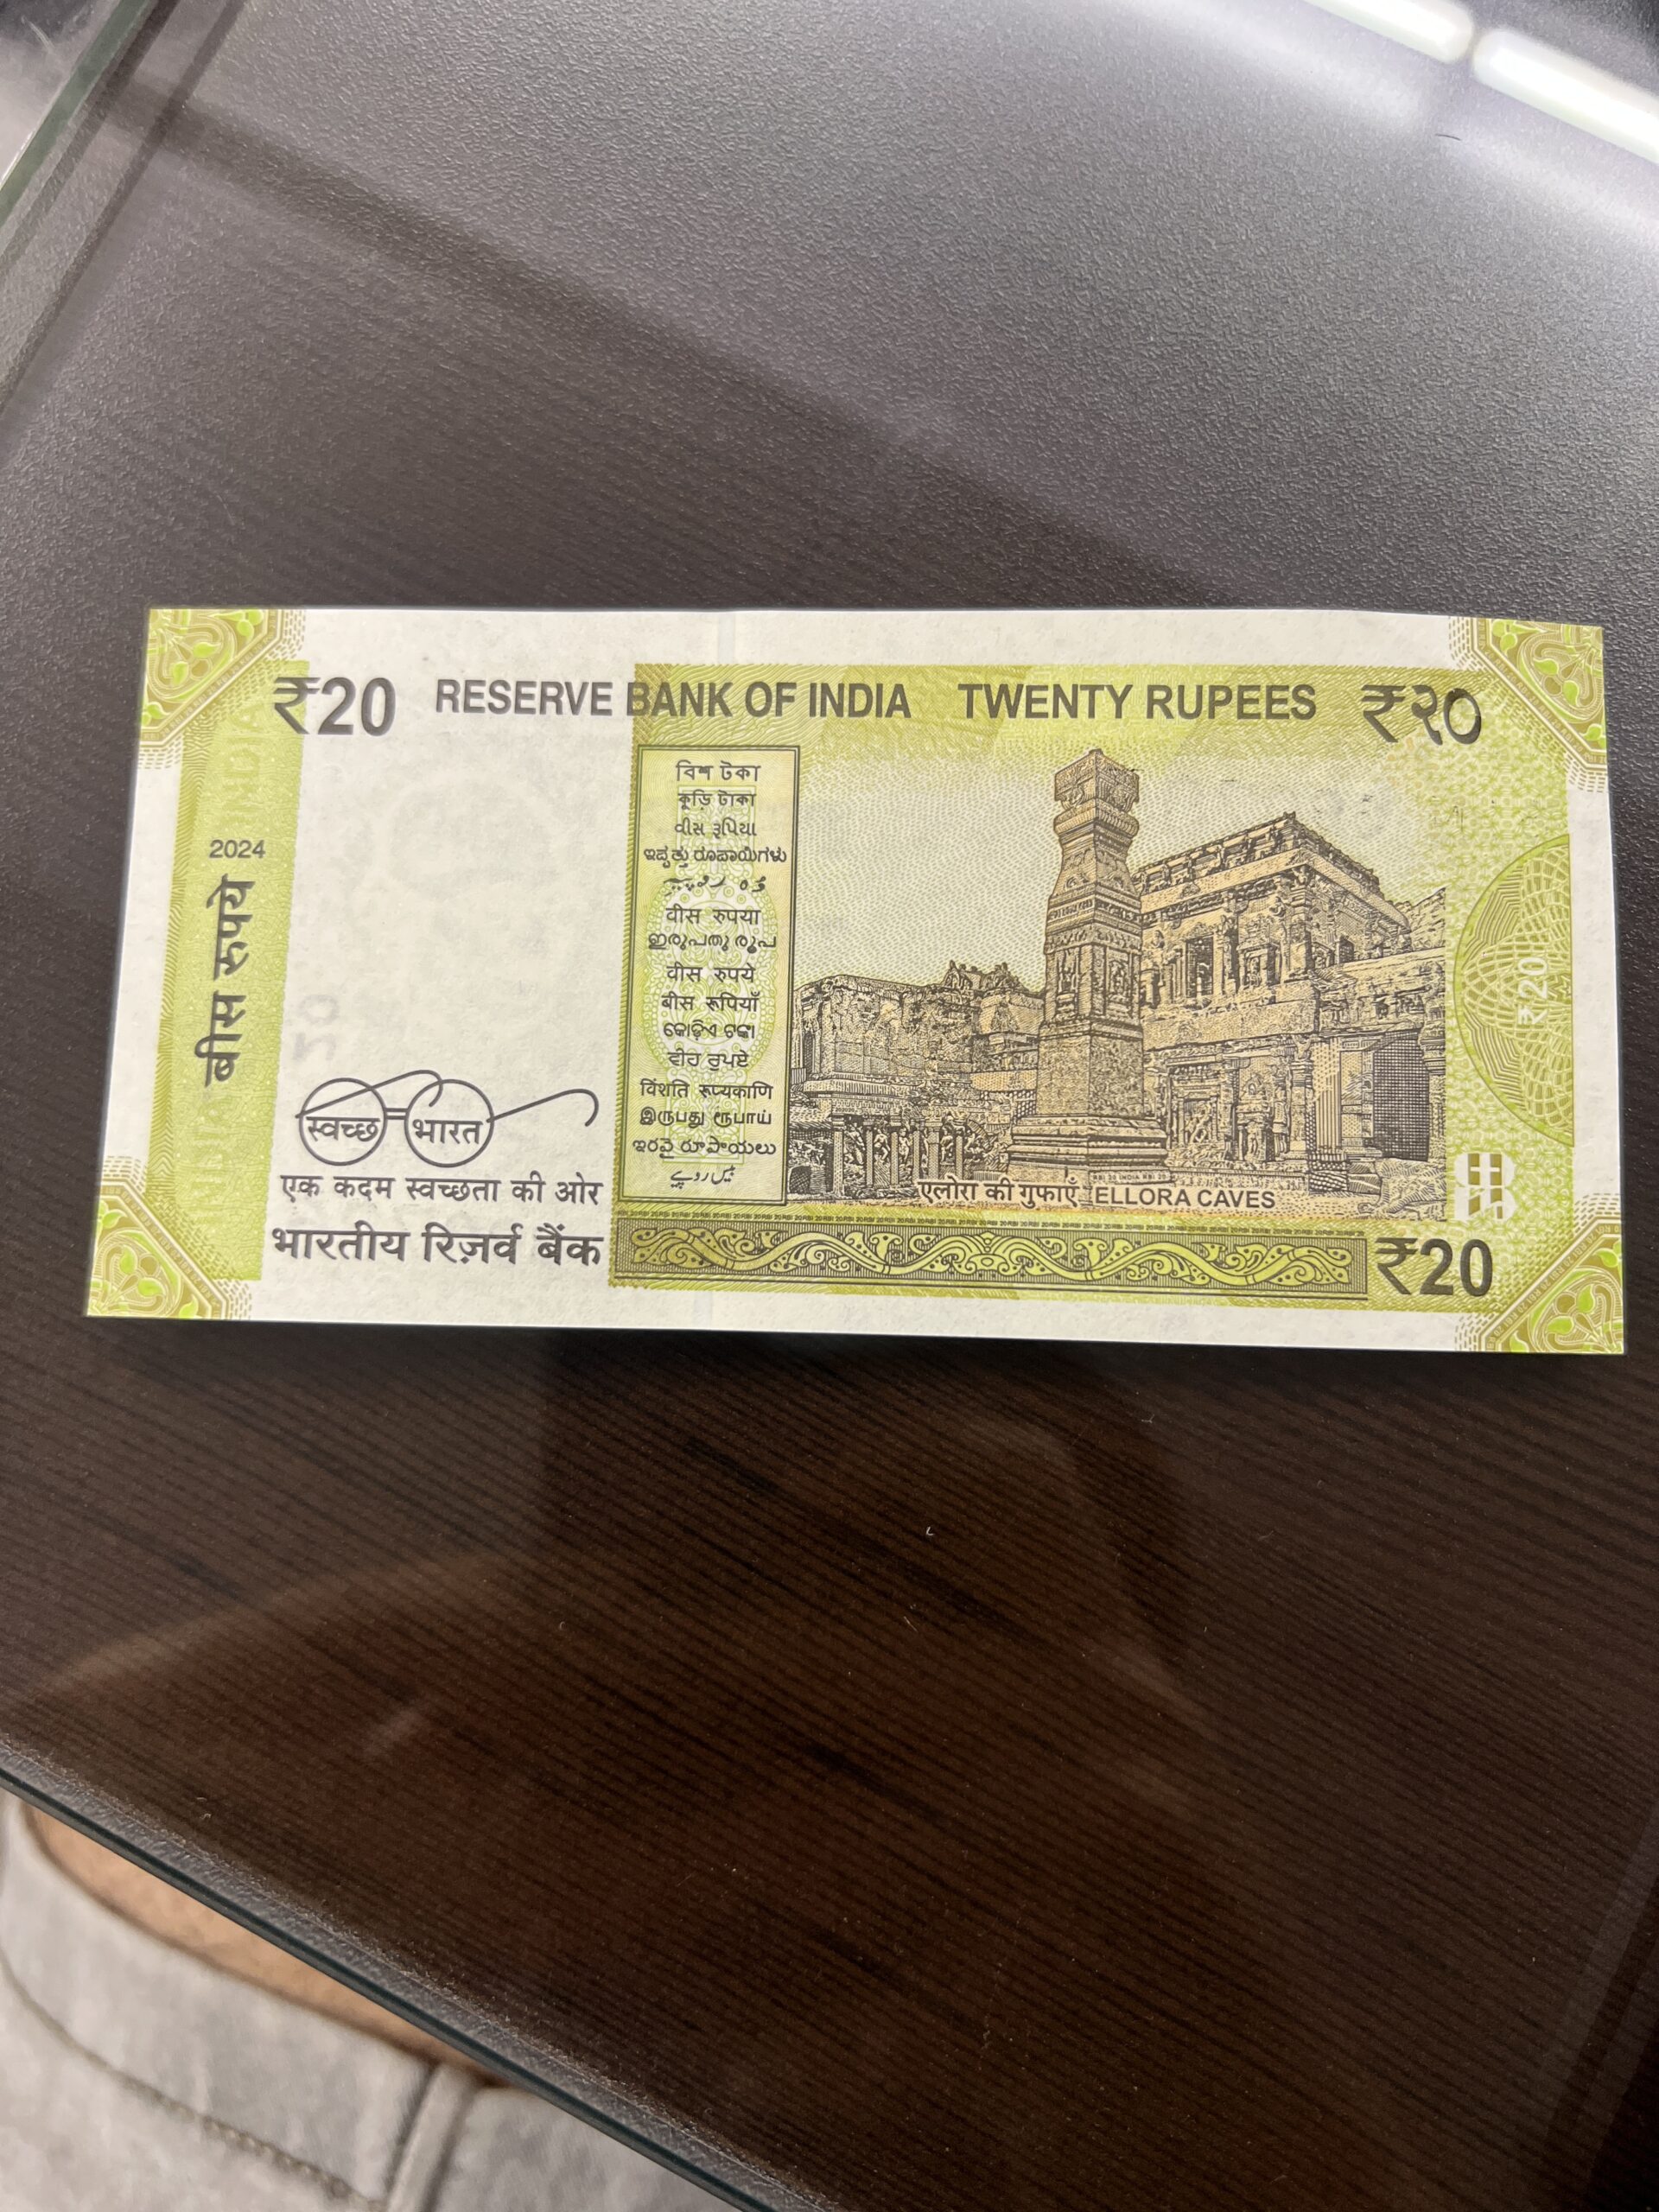 ₹20 RESERVE BANK OF INDIA TWENTY RUPEES ₹२०
2024
बीस रुपये
বিশ টকা
কুড়ি টাকা
વીસ રૂપિયા
ಇಪ್ಪತ್ತು ರೂಪಾಯಿಗಳು
वीस रुपया
ഇരുപതു രൂപ
वीस रुपये
बीस रूपियाँ
କୋଡ଼ିଏ ଟଙ୍କା
ਵੀਹ ਰੁਪਏ
विंशति रूप्यकाणि
இருபது ரூபாய்
ఇరవై రూపాయలు
بیس روپے
स्वच्छ भारत
एक कदम स्वच्छता की ओर
भारतीय रिज़र्व बैंक
एलोरा की गुफाएँ ELLORA CAVES
₹20
₹20